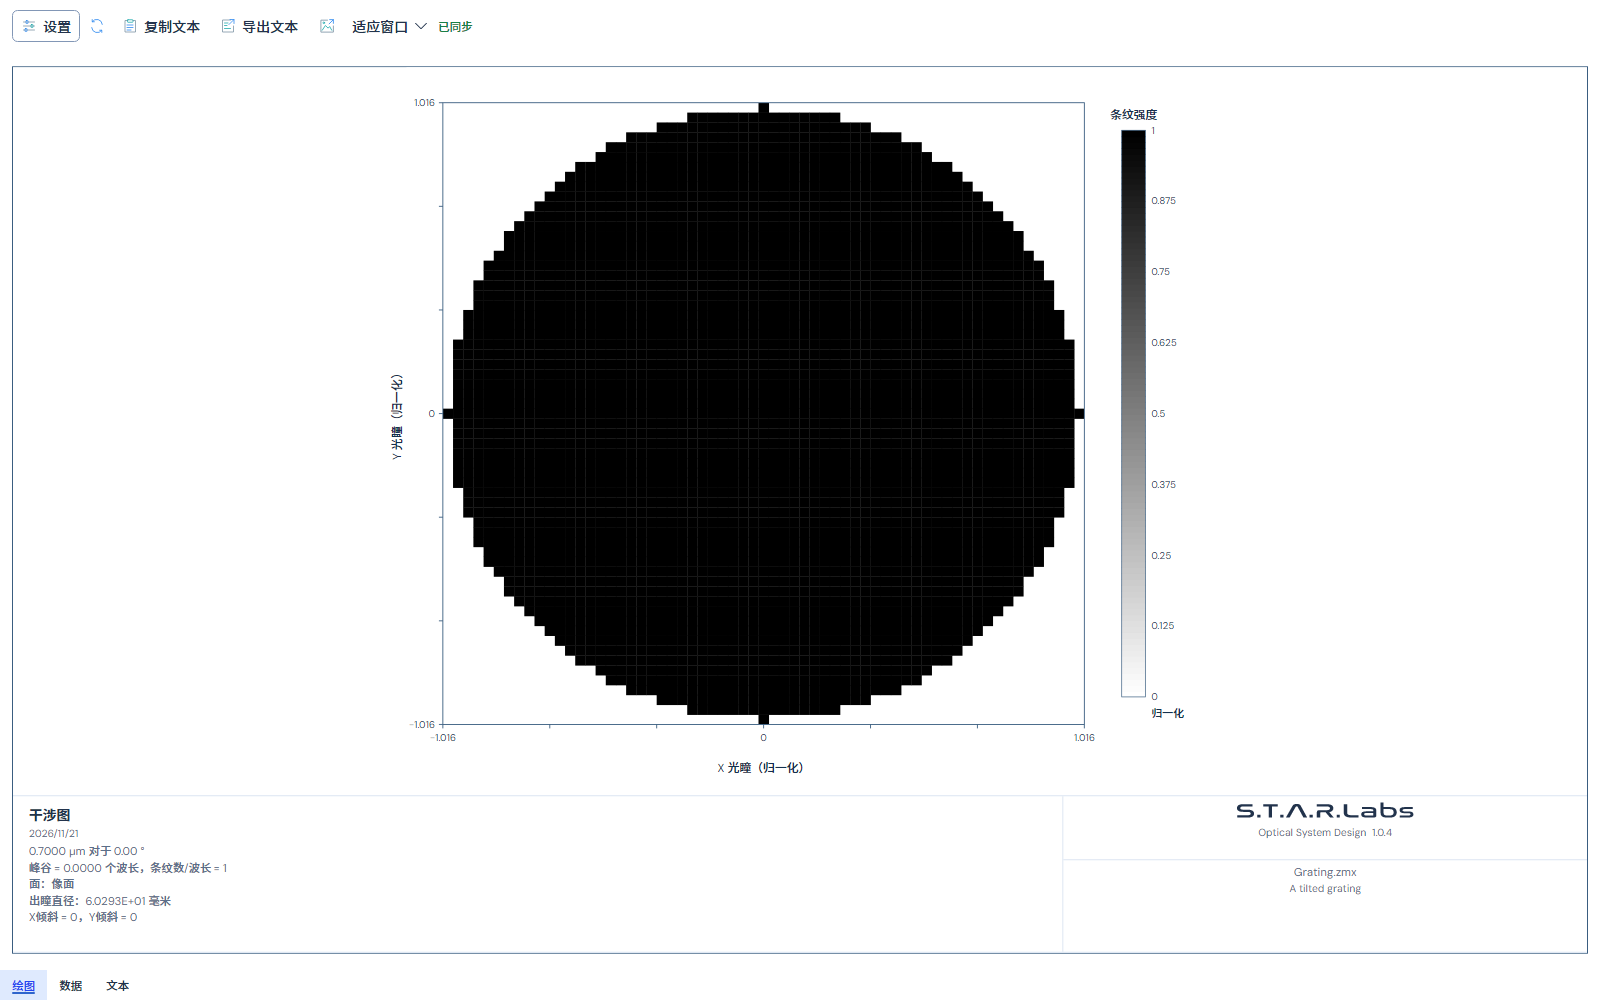 设置 复制文本 导出文本 适应窗口 已同步
1.016
0
-1.016
Y 光瞳（归一化）
-1.016 0 1.016
X 光瞳（归一化）
条纹强度
1
0.875
0.75
0.625
0.5
0.375
0.25
0.125
0
归一化
干涉图
2026/11/21
0.7000 µm 对于 0.00 °
峰谷 = 0.0000 个波长，条纹数/波长 = 1
面：像面
出瞳直径：6.0293E+01 毫米
X倾斜 = 0，Y倾斜 = 0
S.T.A.R.Labs
Optical System Design 1.0.4
Grating.zmx
A tilted grating
绘图 数据 文本